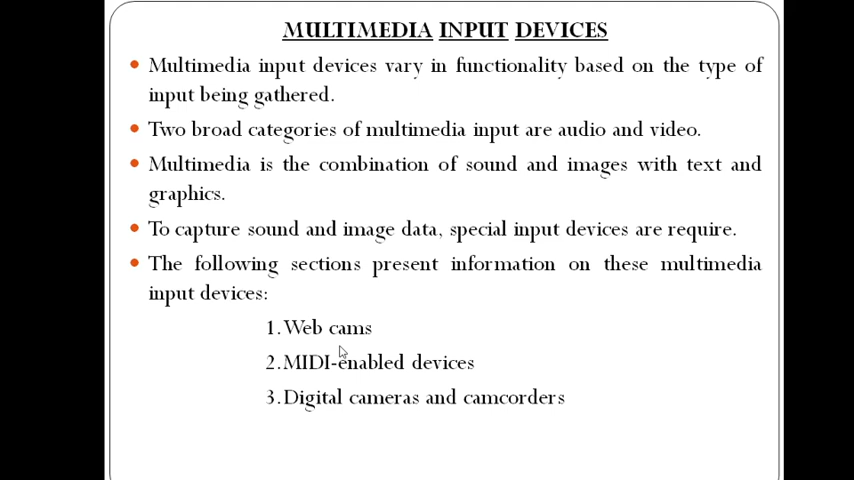 MULTIMEDIA INPUT DEVICES
• Multimedia input devices vary in functionality based on the type of
input being gathered.
• Two broad categories of multimedia input are audio and video.
• Multimedia is the combination of sound and images with text and
graphics.
• To capture sound and image data, special input devices are require.
• The following sections present information on these multimedia
input devices:
1.Web cams
2.MIDI-enabled devices
3.Digital cameras and camcorders